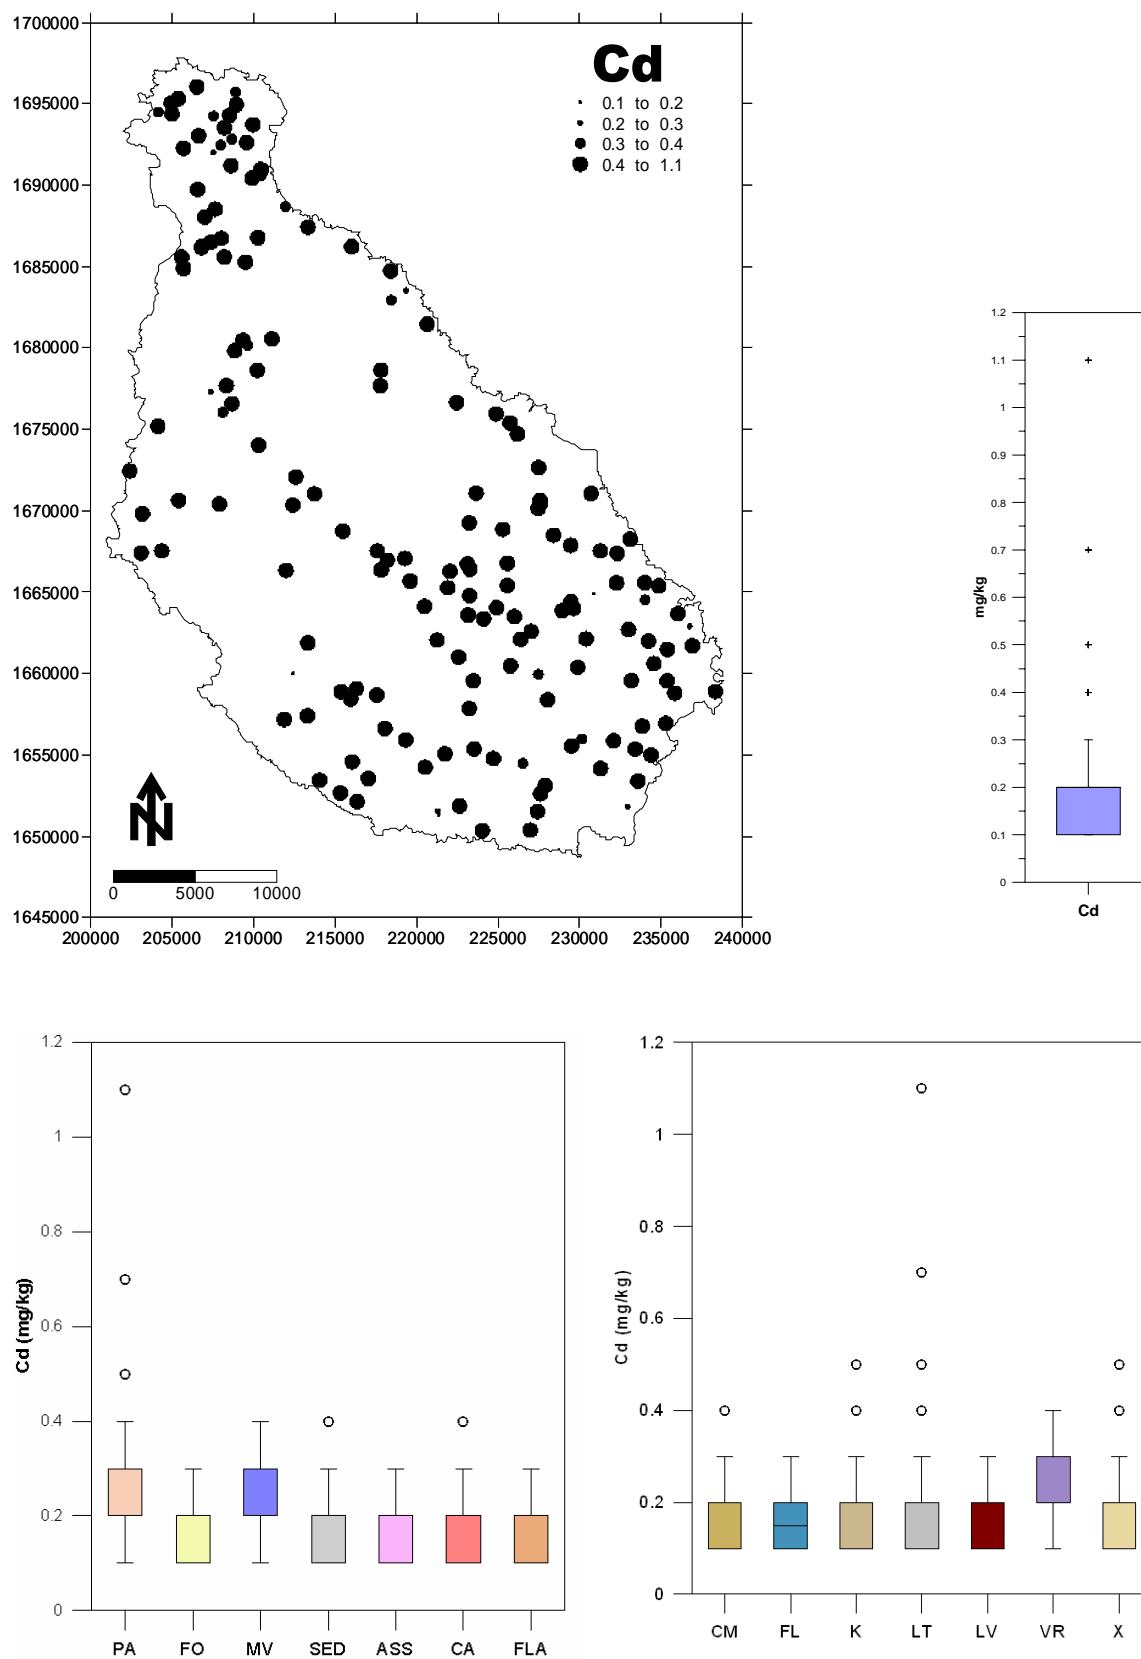 1700000
Cd
0.1 to 0.2
0.2 to 0.3
0.3 to 0.4
0.4 to 1.1
1695000
1690000
1685000
1680000
1675000
1670000
1665000
1660000
1655000
1650000
1645000
N
0 5000 10000
200000 205000 210000 215000 220000 225000 230000 235000 240000
1.2
1.1
1
0.9
0.8
0.7
0.6
0.5
0.4
0.3
0.2
0.1
0
mg/kg
Cd
1.2
1
0.8
0.6
0.4
0.2
0
Cd (mg/kg)
PA FO MV SED ASS CA FLA
1.2
1
0.8
0.6
0.4
0.2
0
Cd (mg/kg)
CM FL K LT LV VR X